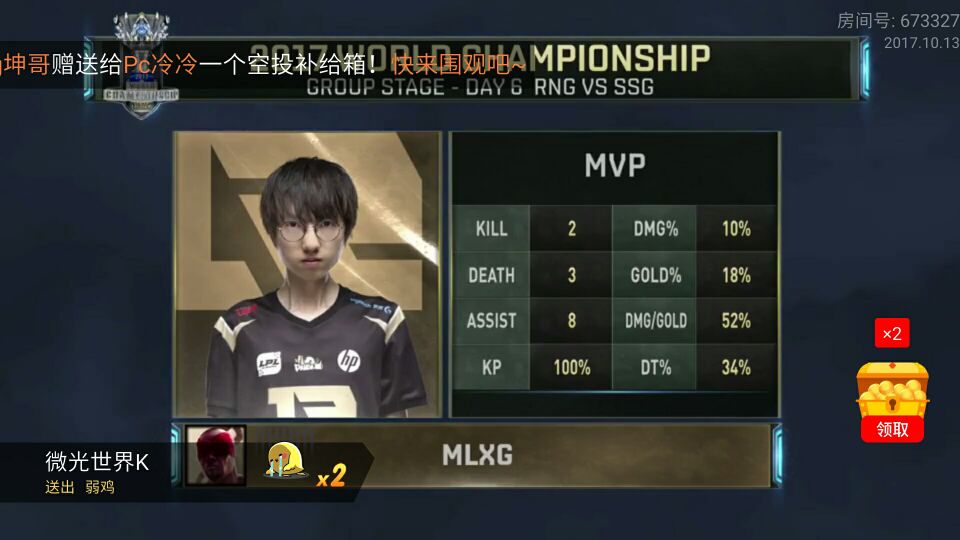 房间号: 673327
2017.10.13
坤哥赠送给Pc冷冷一个空投补给箱！快来围观吧~
2017 WORLD CHAMPIONSHIP
GROUP STAGE - DAY 6 RNG VS SSG
MVP
KILL 2 DMG% 10%
DEATH 3 GOLD% 18%
ASSIST 8 DMG/GOLD 52%
KP 100% DT% 34%
LPL
hp
×2
领取
微光世界K
送出 弱鸡
x2
MLXG